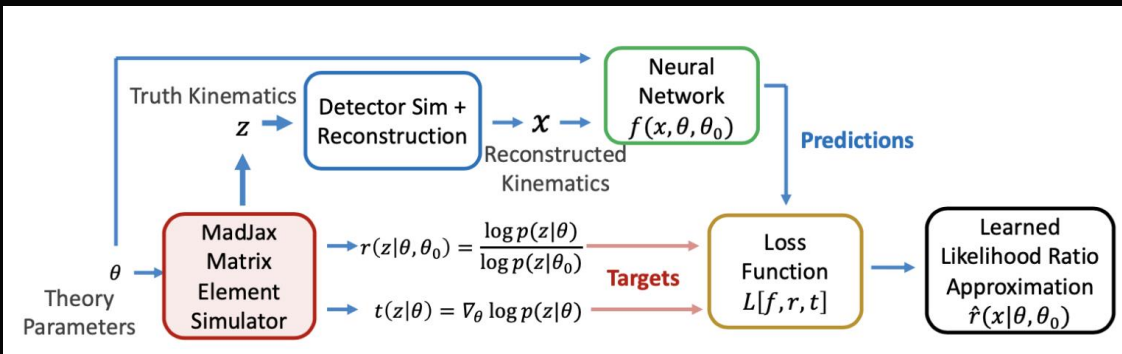 Truth Kinematics
z
Detector Sim +
Reconstruction
x
Reconstructed
Kinematics
Neural
Network
f(x, θ, θ₀)
Predictions
θ
Theory
Parameters
MadJax
Matrix
Element
Simulator
r(z|θ, θ₀) = log p(z|θ) / log p(z|θ₀)
t(z|θ) = ∇θ log p(z|θ)
Targets
Loss
Function
L[f, r, t]
Learned
Likelihood Ratio
Approximation
r̂(x|θ, θ₀)